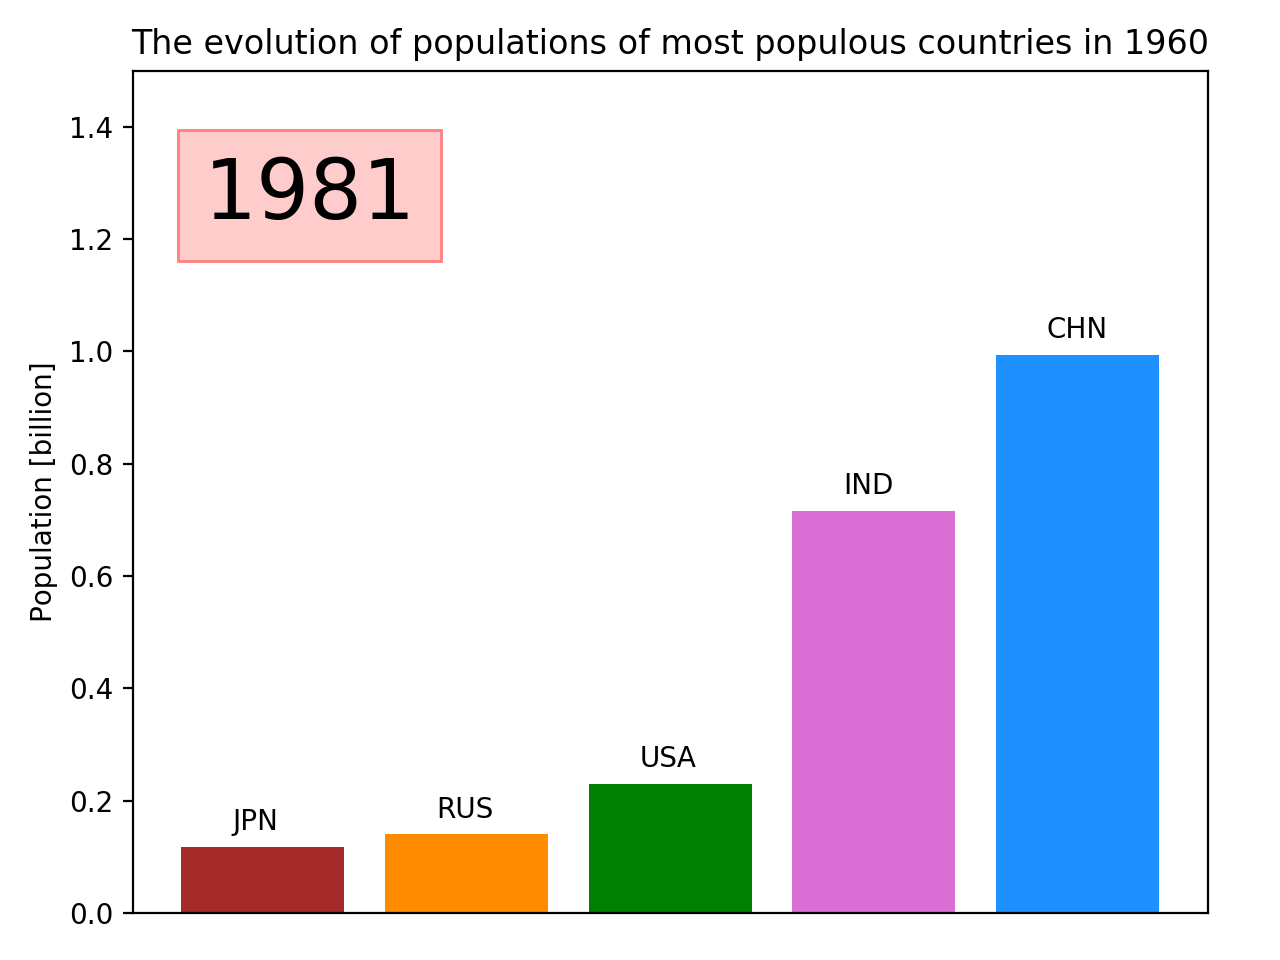 The evolution of populations of most populous countries in 1960
1981
Population [billion]
1.4
1.2
1.0
0.8
0.6
0.4
0.2
0.0
JPN
RUS
USA
IND
CHN